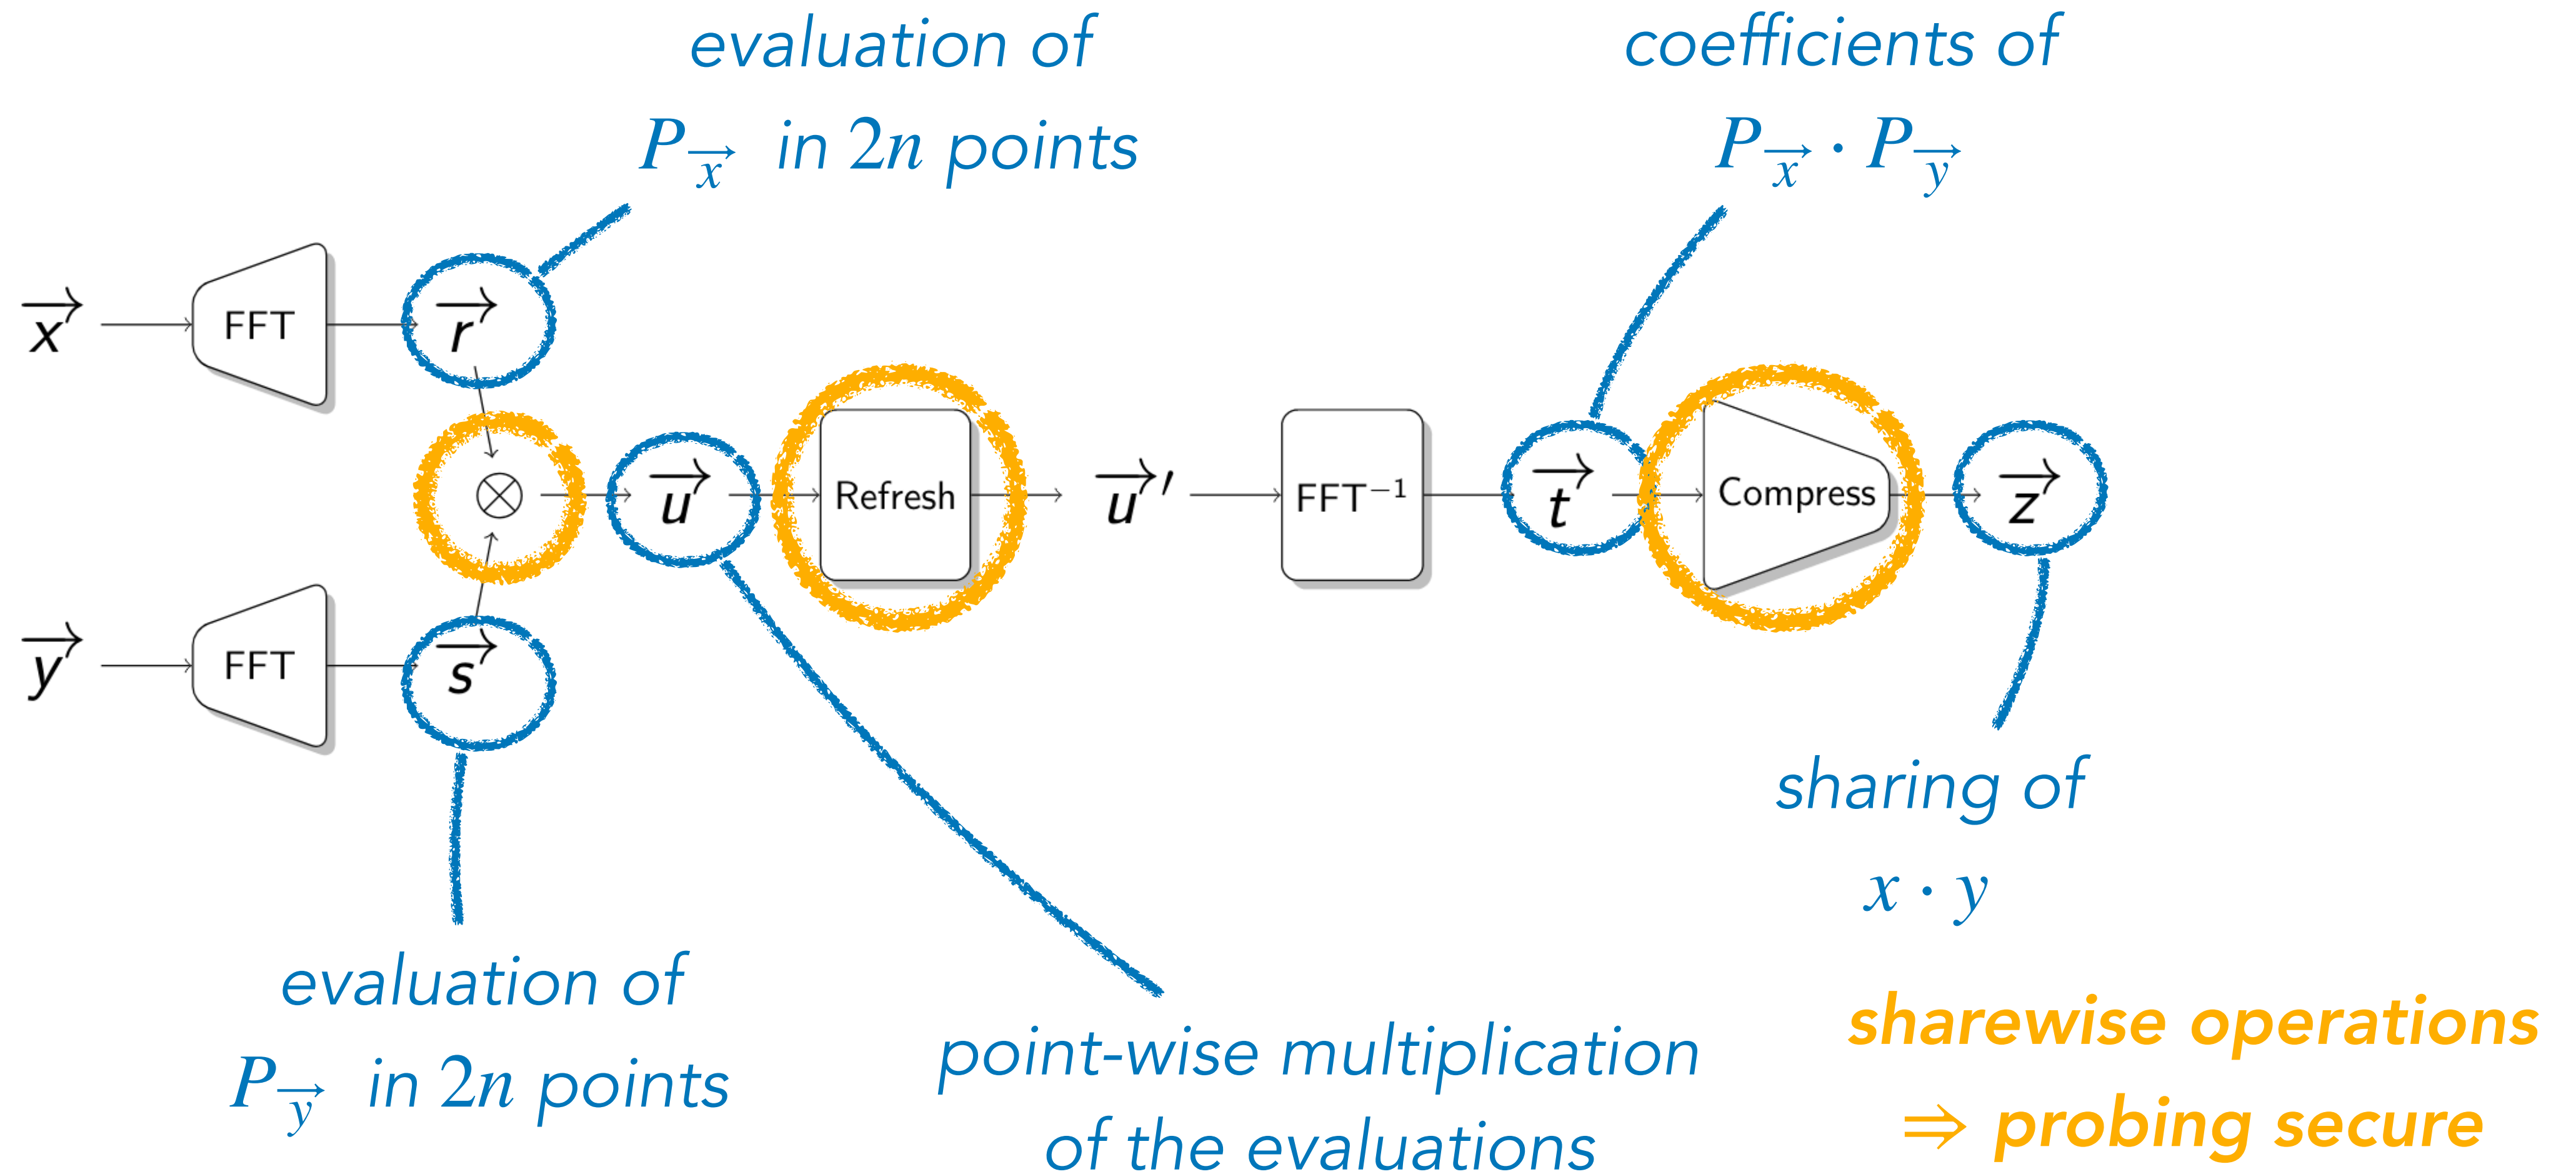 evaluation of
P_x⃗ in 2n points
coefficients of
P_x⃗ · P_y⃗
x⃗
FFT
r⃗
⊗
u⃗
Refresh
u⃗′
FFT⁻¹
t⃗
Compress
z⃗
y⃗
FFT
s⃗
evaluation of
P_y⃗ in 2n points
point-wise multiplication
of the evaluations
sharing of
x · y
sharewise operations
⇒ probing secure